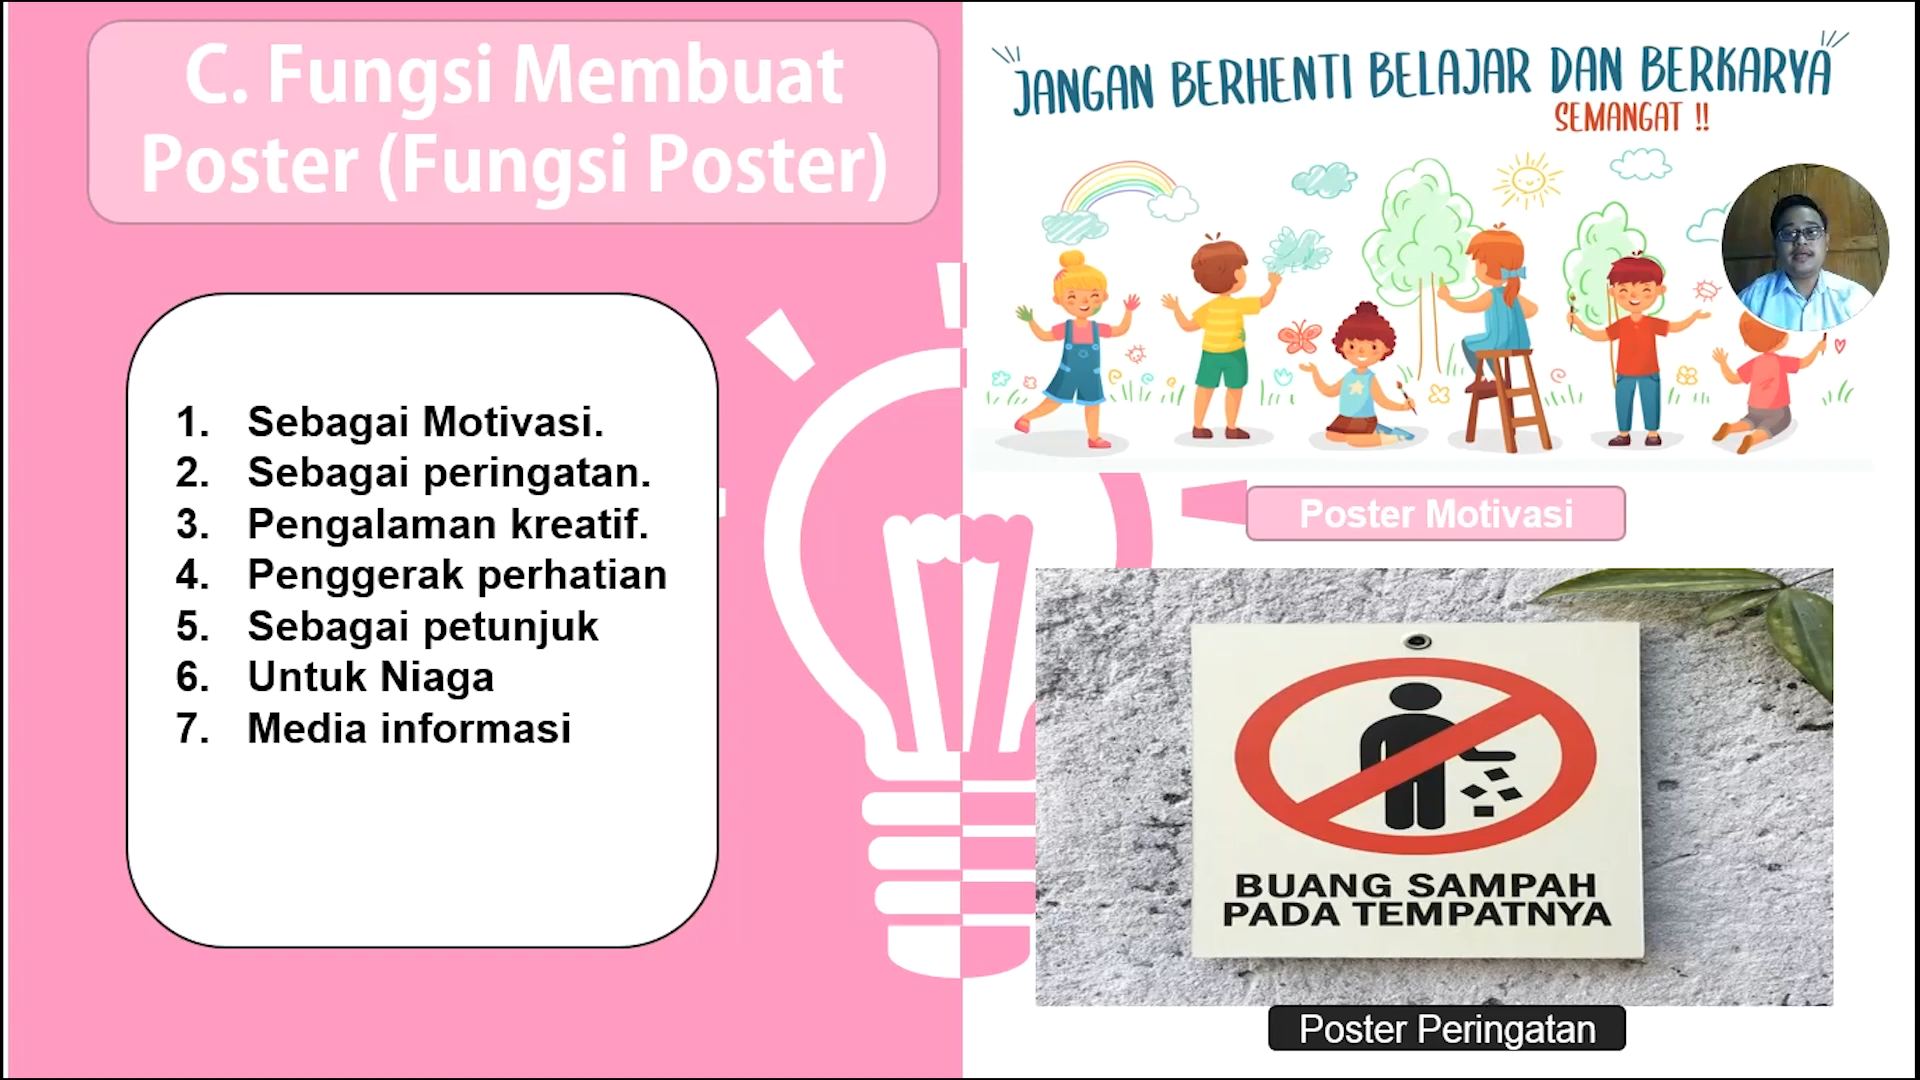 C. Fungsi Membuat
Poster (Fungsi Poster)
1. Sebagai Motivasi.
2. Sebagai peringatan.
3. Pengalaman kreatif.
4. Penggerak perhatian
5. Sebagai petunjuk
6. Untuk Niaga
7. Media informasi
JANGAN BERHENTI BELAJAR DAN BERKARYA
SEMANGAT !!
Poster Motivasi
BUANG SAMPAH
PADA TEMPATNYA
Poster Peringatan